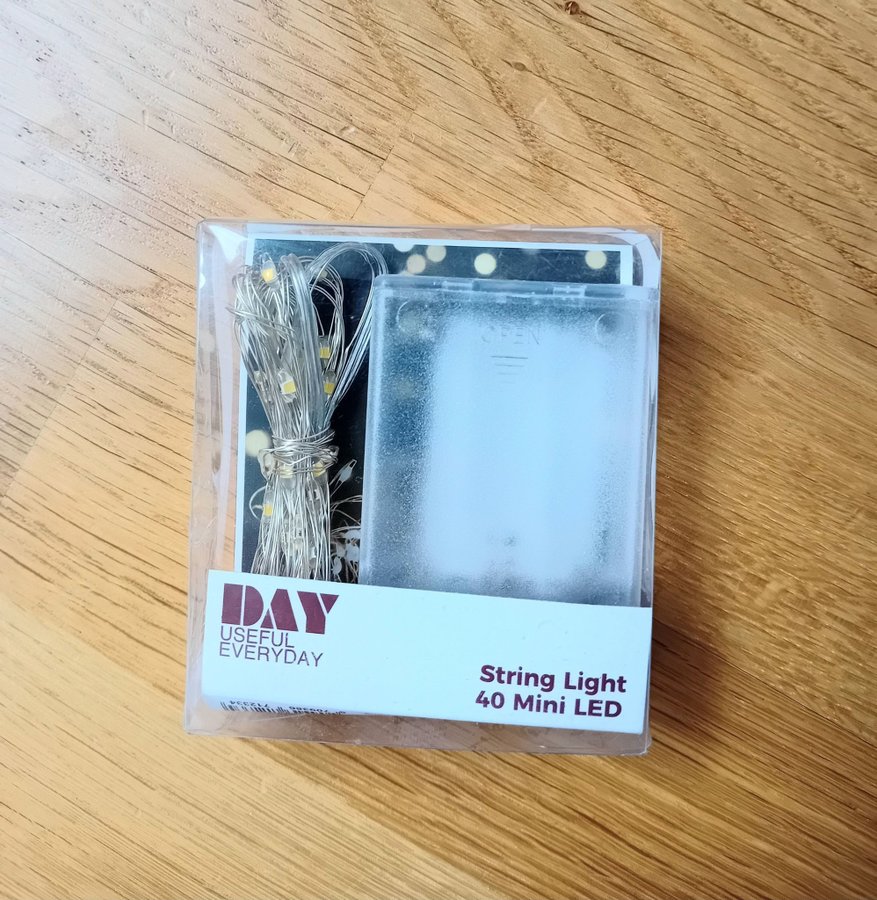 OPEN
DAY
USEFUL
EVERYDAY
String Light
40 Mini LED